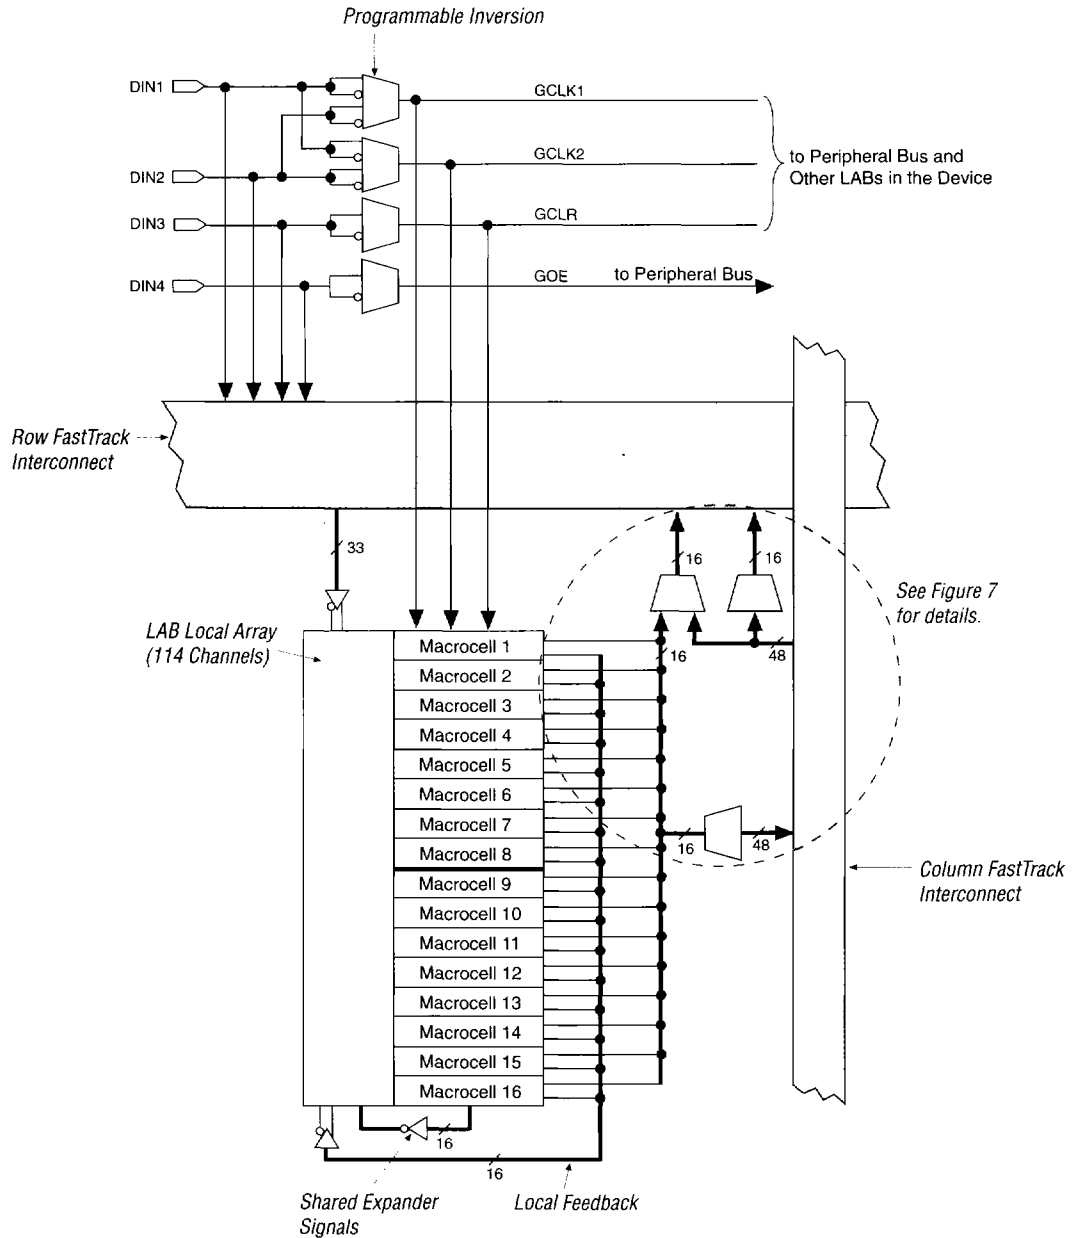 Programmable Inversion
DIN1
GCLK1
to Peripheral Bus and
Other LABs in the Device
DIN2
GCLK2
DIN3
GCLR
DIN4
GOE
to Peripheral Bus
Row FastTrack
Interconnect
33
16
16
See Figure 7
for details.
LAB Local Array
(114 Channels)
16
48
Macrocell 1
Macrocell 2
Macrocell 3
Macrocell 4
Macrocell 5
Macrocell 6
Macrocell 7
Macrocell 8
Macrocell 9
Macrocell 10
Macrocell 11
Macrocell 12
Macrocell 13
Macrocell 14
Macrocell 15
Macrocell 16
16
48
Column FastTrack
Interconnect
16
16
Shared Expander
Signals
Local Feedback